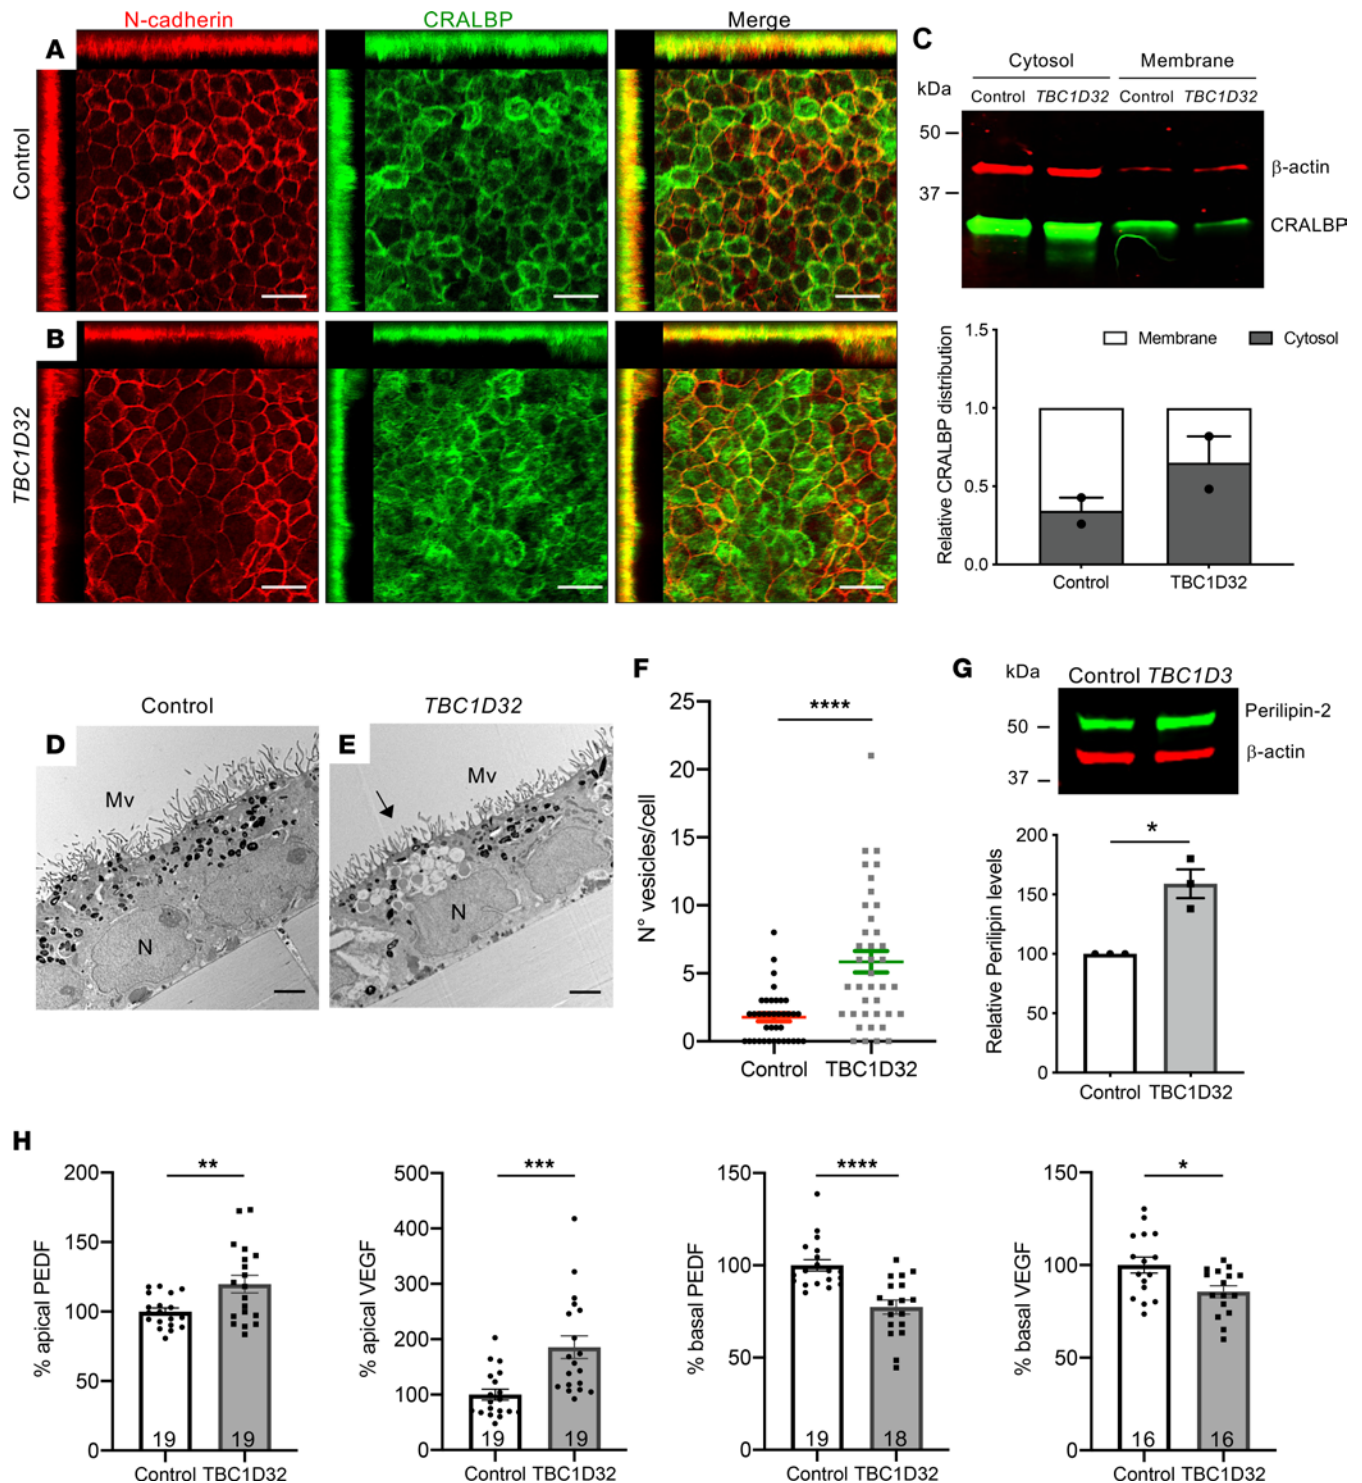 N-cadherin CRALBP Merge
A
Control
B
TBC1D32
C
Cytosol Membrane
kDa Control TBC1D32 Control TBC1D32
50
β-actin
37
CRALBP
1.5
Membrane Cytosol
1.0
0.5
0.0
Relative CRALBP distribution
Control TBC1D32
Control TBC1D32
D
Mv
N
E
Mv
N
F
25
****
20
15
10
5
0
N° vesicles/cell
Control TBC1D32
G
kDa Control TBC1D3
Perilipin-2
50
β-actin
37
200
*
150
100
50
0
Relative Perilipin levels
Control TBC1D32
H
200
**
150
100
50
0
% apical PEDF
19 19
Control TBC1D32
500
***
400
300
200
100
0
% apical VEGF
19 19
Control TBC1D32
150
****
100
50
0
% basal PEDF
19 18
Control TBC1D32
150
*
100
50
0
% basal VEGF
16 16
Control TBC1D32